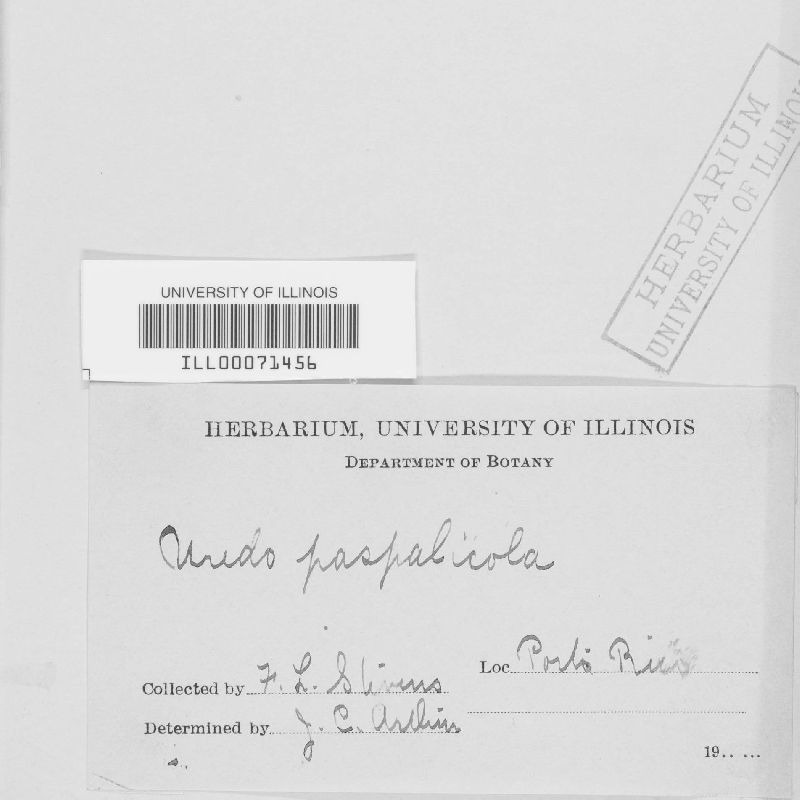 HERBARIUM
UNIVERSITY OF ILLINOIS
UNIVERSITY OF ILLINOIS
ILL00071456
HERBARIUM, UNIVERSITY OF ILLINOIS
DEPARTMENT OF BOTANY
Uredo paspalicola
Loc. Porto Rico
Collected by F. L. Stevens
Determined by J. C. Arthur
19.. ...